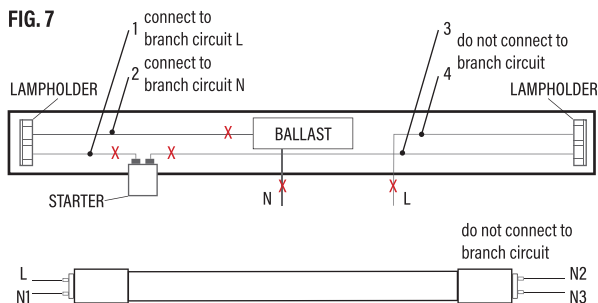 FIG. 7
1 connect to
branch circuit L
2 connect to
branch circuit N
3 do not connect to
4 branch circuit
LAMPHOLDER
LAMPHOLDER
X
BALLAST
X
X
STARTER
N
X
X
L
do not connect to
branch circuit
L
N1
N2
N3